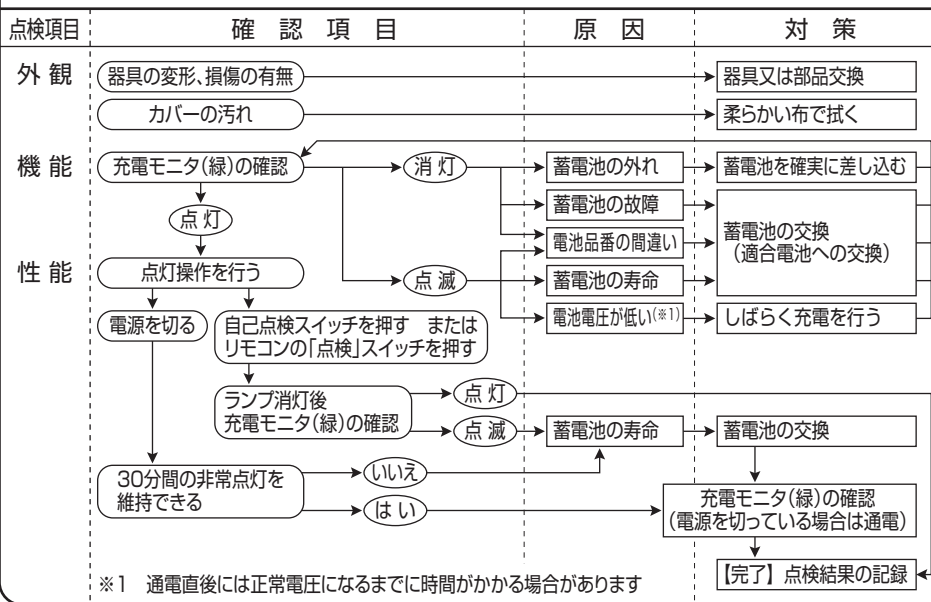 点検項目 確認項目 原因 対策
外観 器具の変形、損傷の有無 器具又は部品交換
カバーの汚れ 柔らかい布で拭く
機能 充電モニタ(緑)の確認 消灯 蓄電池の外れ 蓄電池を確実に差し込む
蓄電池の故障
点灯
電池品番の間違い
蓄電池の交換
(適合電池への交換)
性能 点灯操作を行う 点滅 蓄電池の寿命
電源を切る
自己点検スイッチを押す または
リモコンの「点検」スイッチを押す
電池電圧が低い(※1) しばらく充電を行う
ランプ消灯後
充電モニタ(緑)の確認
点灯
点滅 蓄電池の寿命 蓄電池の交換
30分間の非常点灯を
維持できる
いいえ
はい
充電モニタ(緑)の確認
(電源を切っている場合は通電)
※1 通電直後には正常電圧になるまでに時間がかかる場合があります
【完了】点検結果の記録